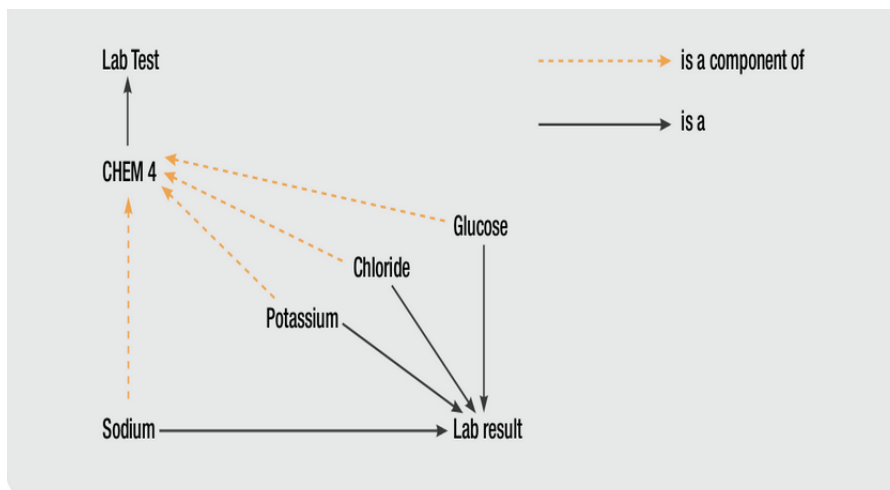 Lab Test
is a component of
is a
CHEM 4
Glucose
Chloride
Potassium
Sodium
Lab result